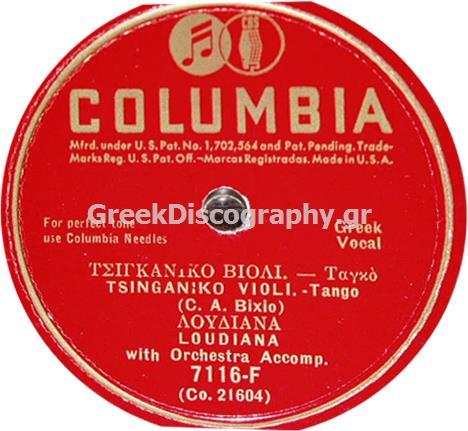 CBS
COLUMBIA
Mfrd. under U.S. Pat. No. 1,702,564 and Pat. Pending. Trade-
Marks Reg. U.S. Pat. Off.—Marcas Registradas. Made in U.S.A.
GreekDiscography.gr
For perfect tone
use Columbia Needles
Greek
Vocal
ΤΣΙΓΚΑΝΙΚΟ ΒΙΟΛΙ. — Ταγκὸ
TSINGANIKO VIOLI. -Tango
(C. A. Bixio)
ΛΟΥΔΙΑΝΑ
LOUDIANA
with Orchestra Accomp.
7116-F
(Co. 21604)